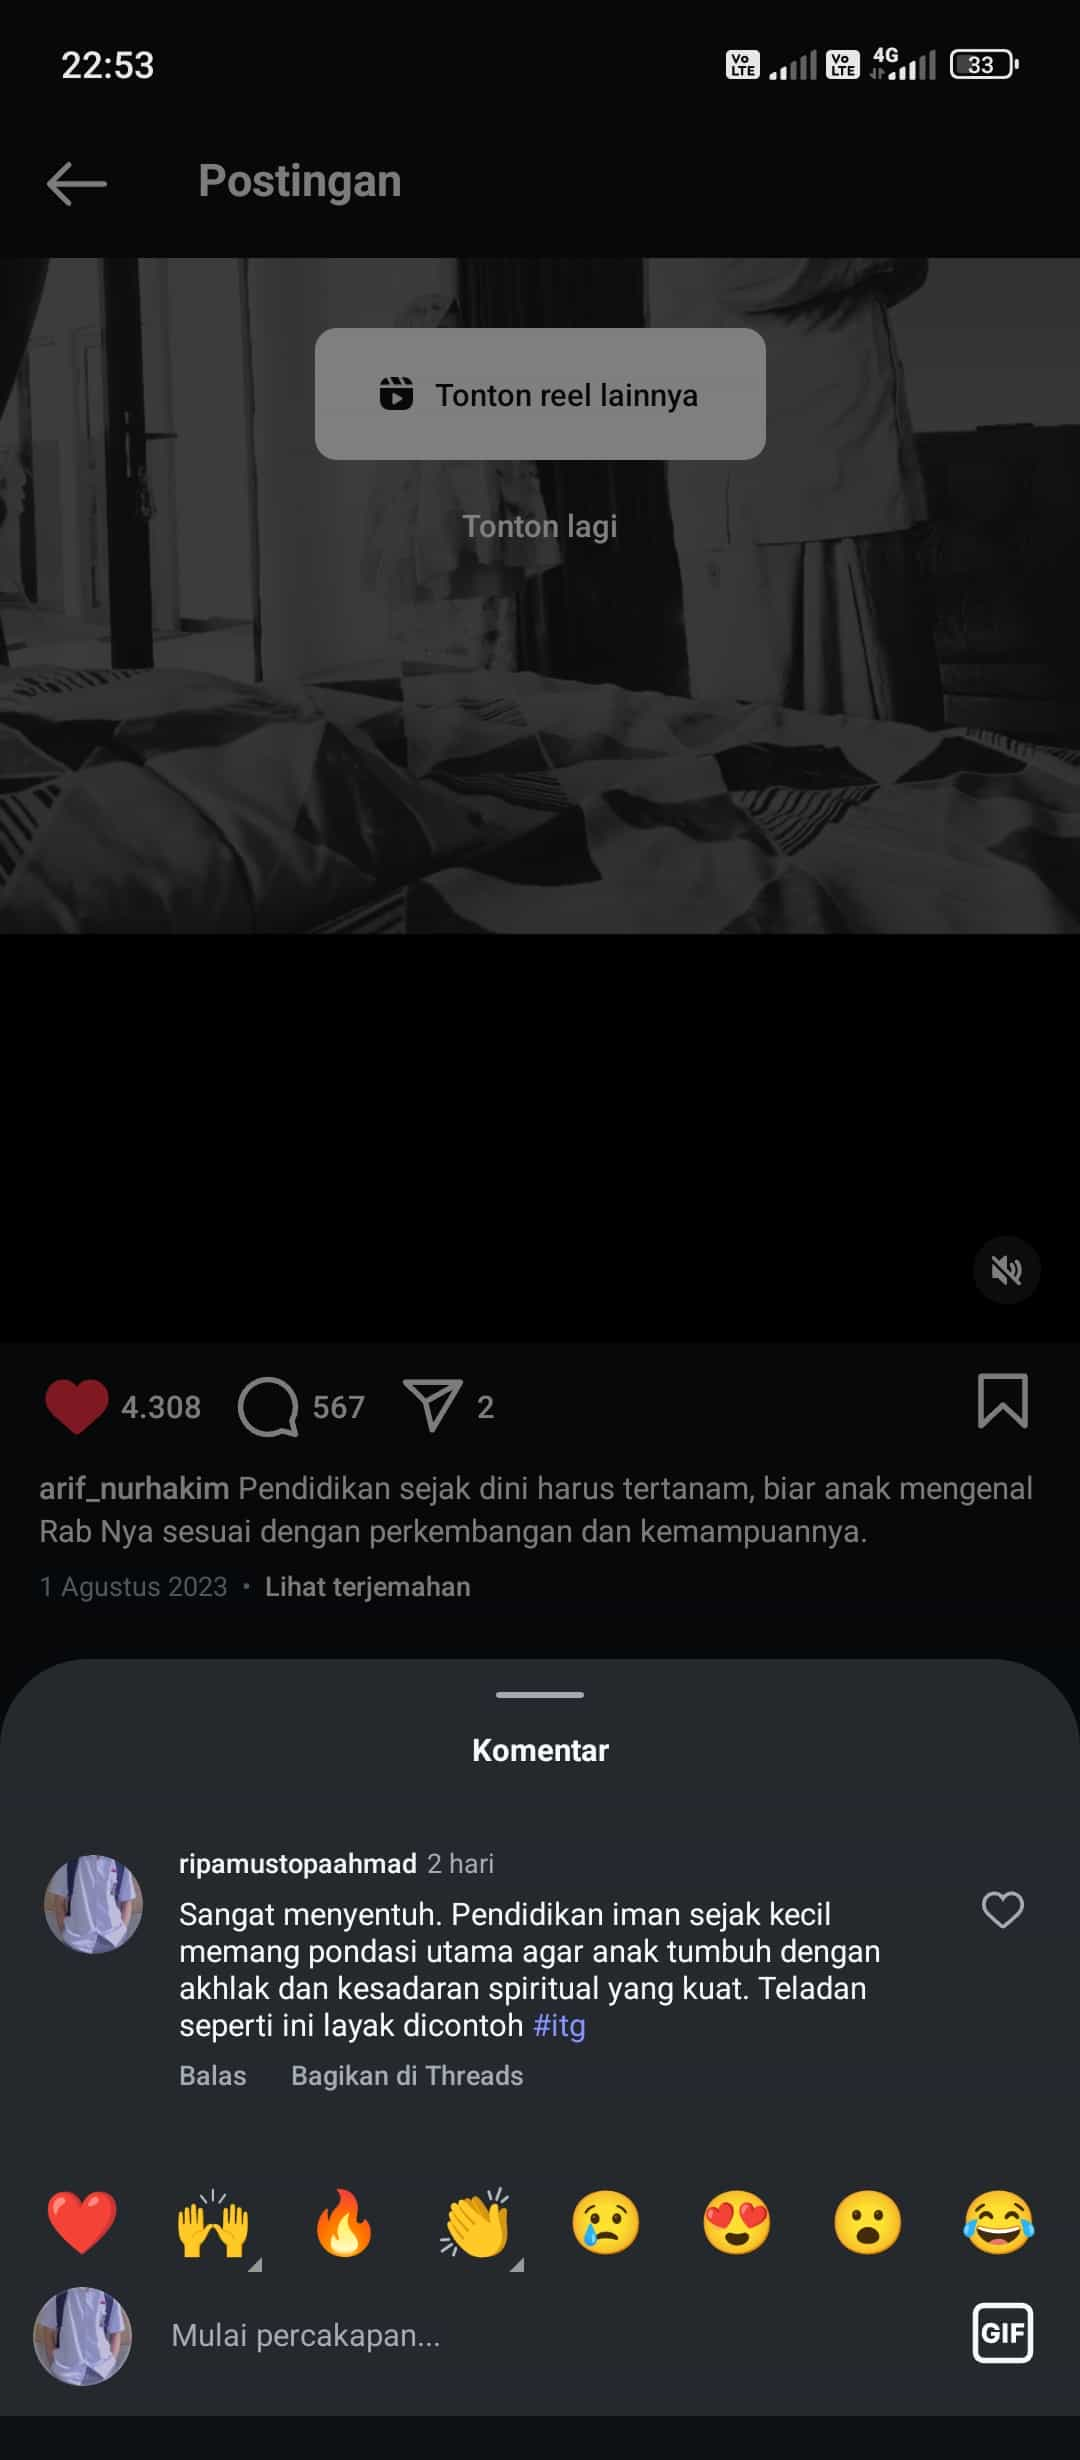 22:53
Vo LTE Vo LTE 4G 33
Postingan
Tonton reel lainnya
Tonton lagi
4.308 567 2
arif_nurhakim Pendidikan sejak dini harus tertanam, biar anak mengenal
Rab Nya sesuai dengan perkembangan dan kemampuannya.
1 Agustus 2023 • Lihat terjemahan
Komentar
ripamustopaahmad 2 hari
Sangat menyentuh. Pendidikan iman sejak kecil
memang pondasi utama agar anak tumbuh dengan
akhlak dan kesadaran spiritual yang kuat. Teladan
seperti ini layak dicontoh #itg
Balas Bagikan di Threads
Mulai percakapan...
GIF